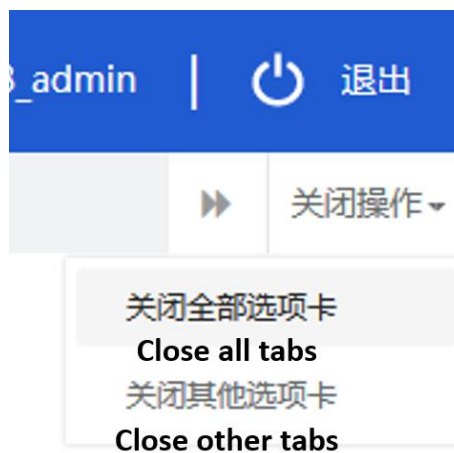 _admin | 退出
关闭操作
关闭全部选项卡
Close all tabs
关闭其他选项卡
Close other tabs